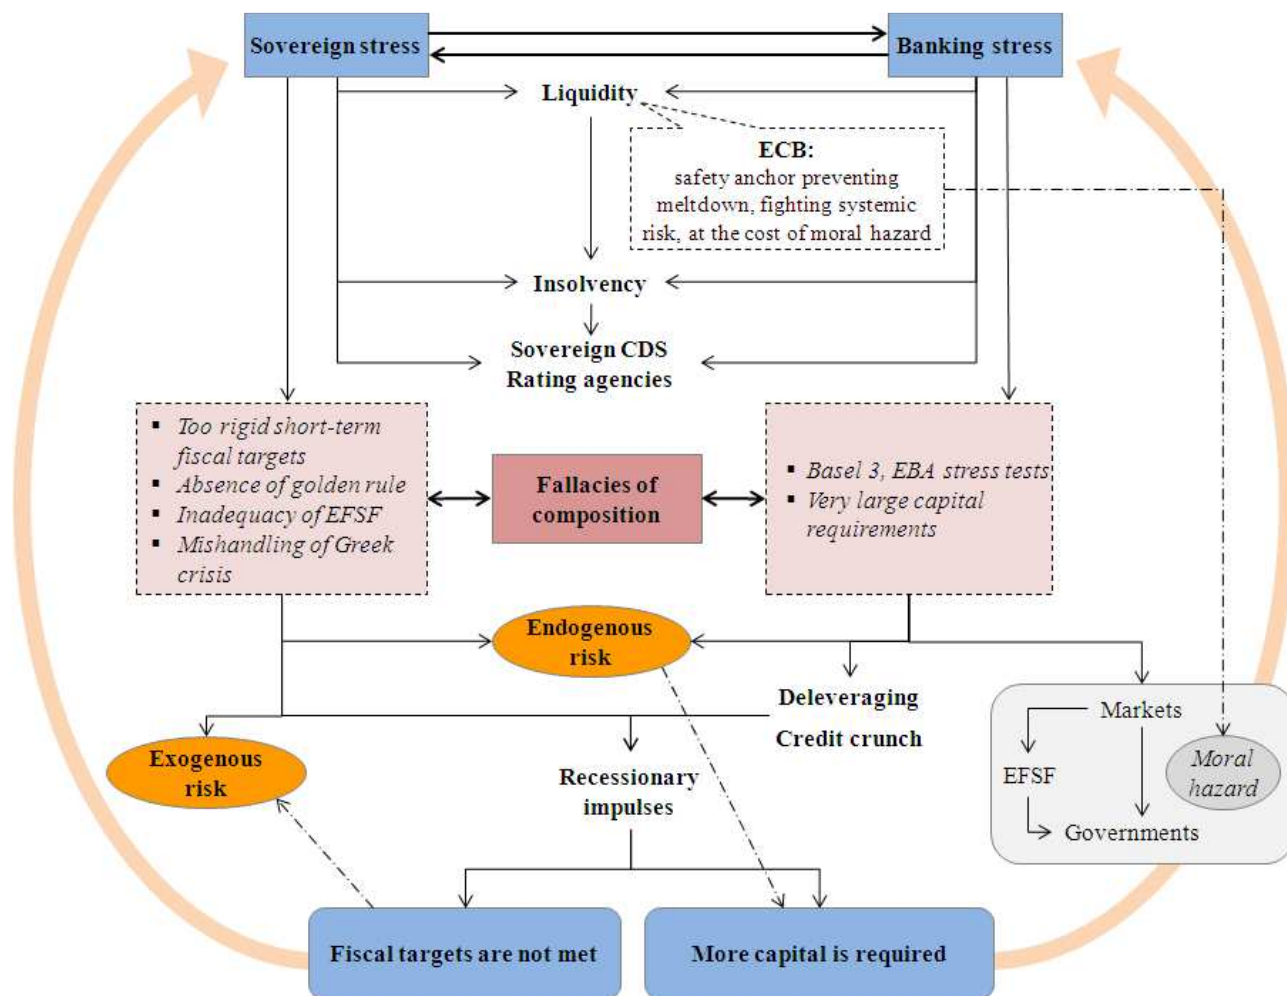 Sovereign stress
Banking stress
Liquidity
ECB:
safety anchor preventing
meltdown, fighting systemic
risk, at the cost of moral hazard
Insolvency
Sovereign CDS
Rating agencies
▪ Too rigid short-term
fiscal targets
▪ Absence of golden rule
▪ Inadequacy of EFSF
▪ Mishandling of Greek
crisis
Fallacies of
composition
▪ Basel 3, EBA stress tests
▪ Very large capital
requirements
Endogenous
risk
Deleveraging
Credit crunch
Exogenous
risk
Recessionary
impulses
Markets
EFSF
Moral
hazard
Governments
Fiscal targets are not met
More capital is required